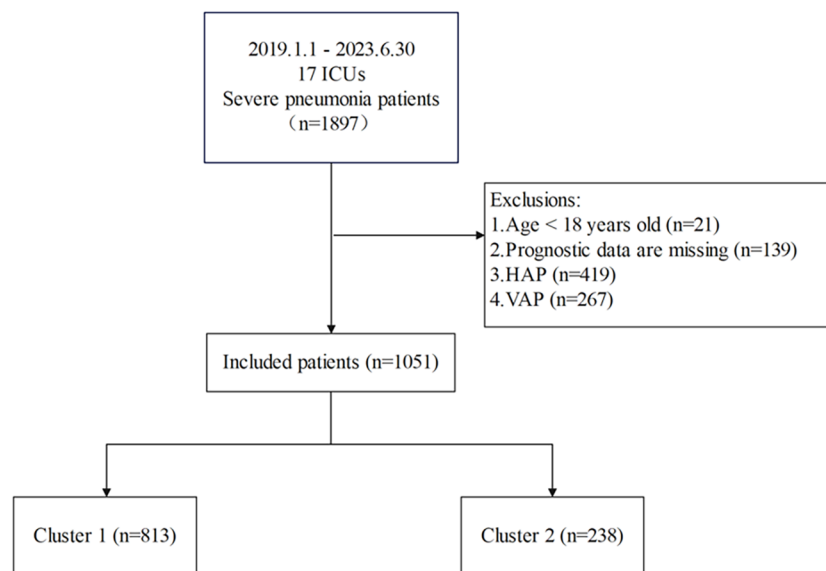 2019.1.1 - 2023.6.30
17 ICUs
Severe pneumonia patients
（n=1897）
Exclusions:
1.Age < 18 years old (n=21)
2.Prognostic data are missing (n=139)
3.HAP (n=419)
4.VAP (n=267)
Included patients (n=1051)
Cluster 1 (n=813)
Cluster 2 (n=238)